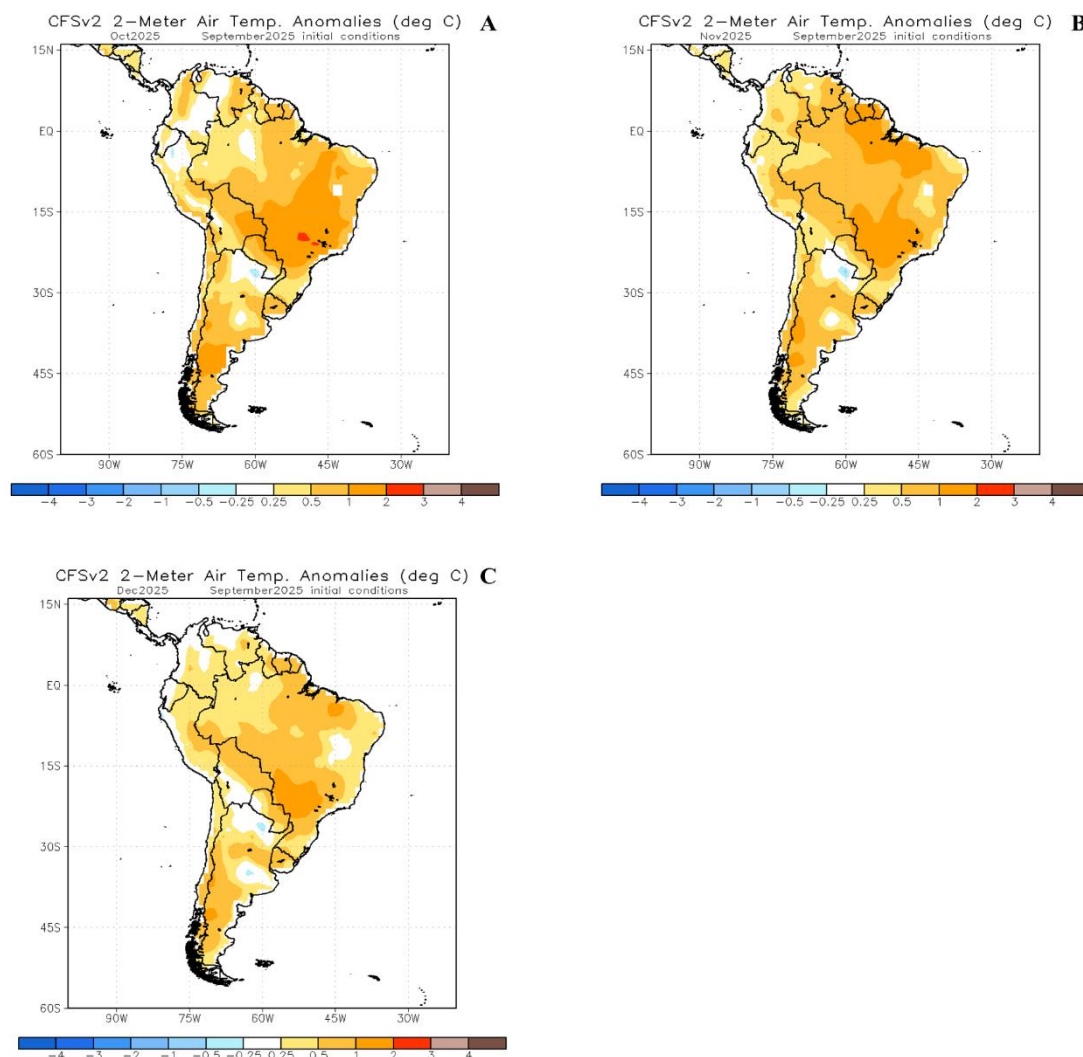 CFSv2 2-Meter Air Temp. Anomalies (deg C) A
Oct2025 September2025 initial conditions
15N
EQ
15S
30S
45S
60S
90W 75W 60W 45W 30W
-4 -3 -2 -1 -0.5 -0.25 0.25 0.5 1 2 3 4
CFSv2 2-Meter Air Temp. Anomalies (deg C) B
Nov2025 September2025 initial conditions
15N
EQ
15S
30S
45S
60S
90W 75W 60W 45W 30W
-4 -3 -2 -1 -0.5 -0.25 0.25 0.5 1 2 3 4
CFSv2 2-Meter Air Temp. Anomalies (deg C) C
Dec2025 September2025 initial conditions
15N
EQ
15S
30S
45S
60S
90W 75W 60W 45W 30W
-4 -3 -2 -1 -0.5 -0.25 0.25 0.5 1 2 3 4